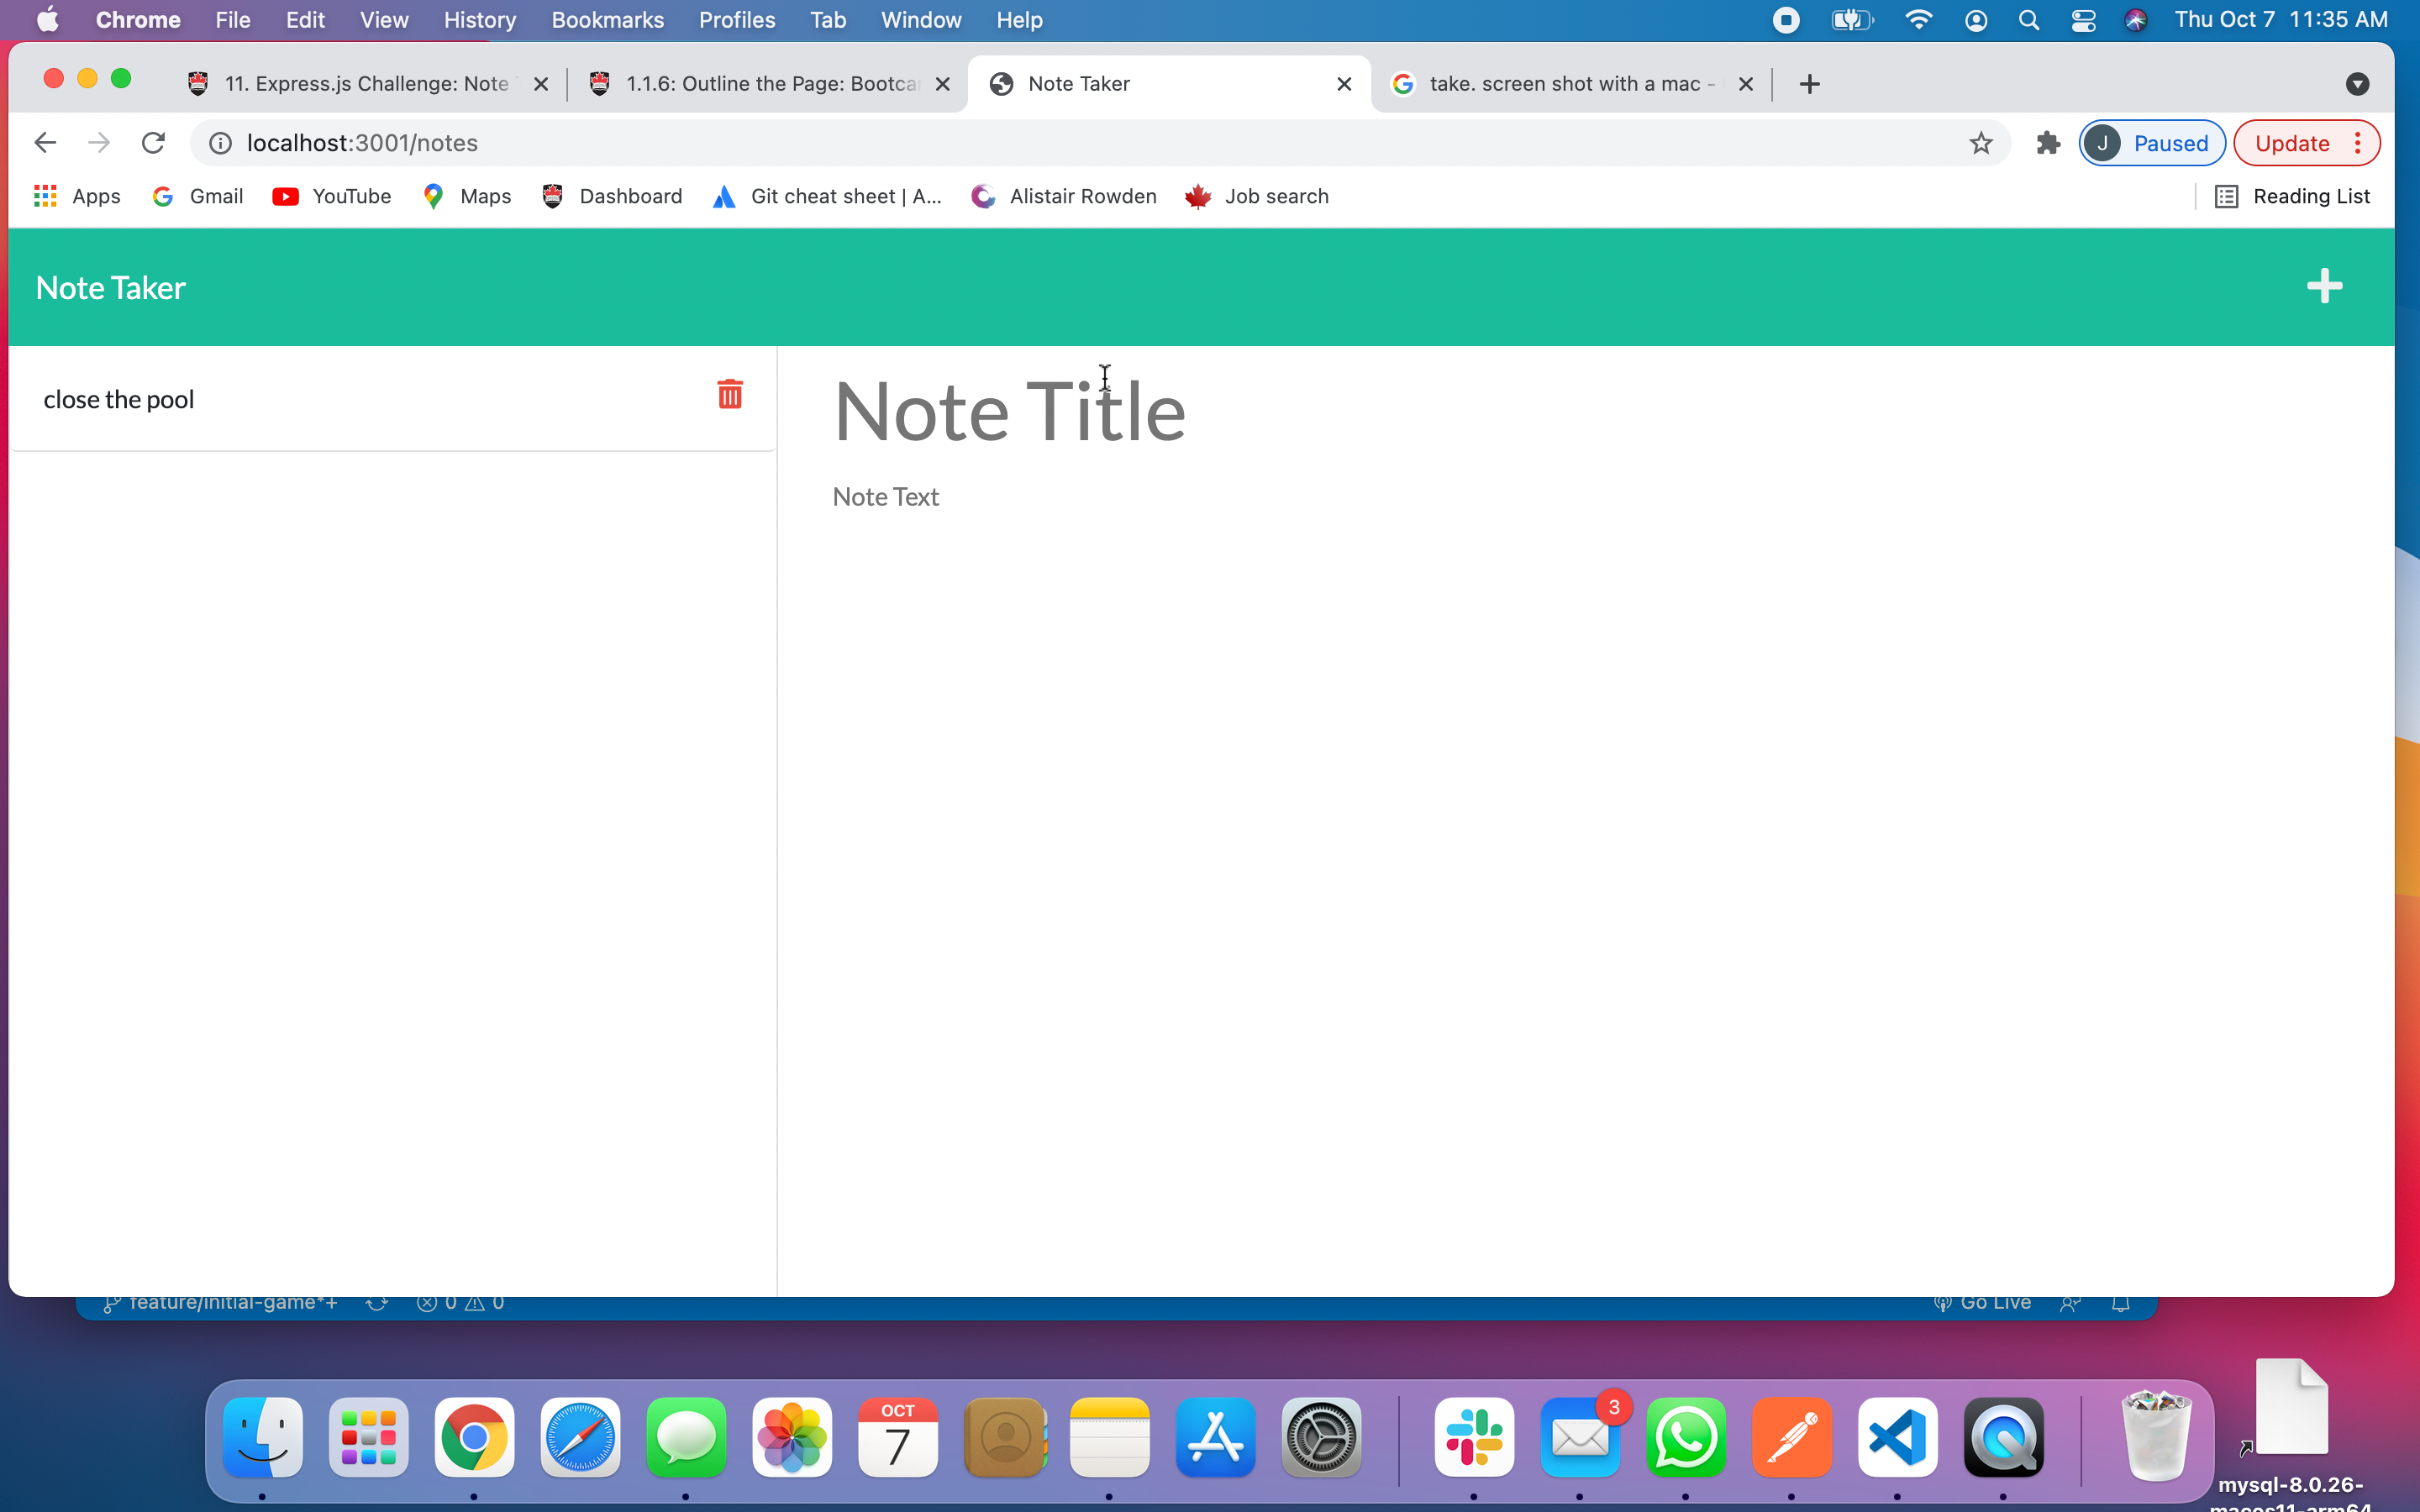 Chrome File Edit View History Bookmarks Profiles Tab Window Help Thu Oct 7 11:35 AM
11. Express.js Challenge: Note 1.1.6: Outline the Page: Bootca Note Taker take. screen shot with a mac -
localhost:3001/notes J Paused Update
Apps Gmail YouTube Maps Dashboard Git cheat sheet | A... Alistair Rowden Job search Reading List
Note Taker
close the pool
Note Title
Note Text
feature/initial-game*+ 0 0 Go Live
OCT
7
3
mysql-8.0.26-
macos11-arm64